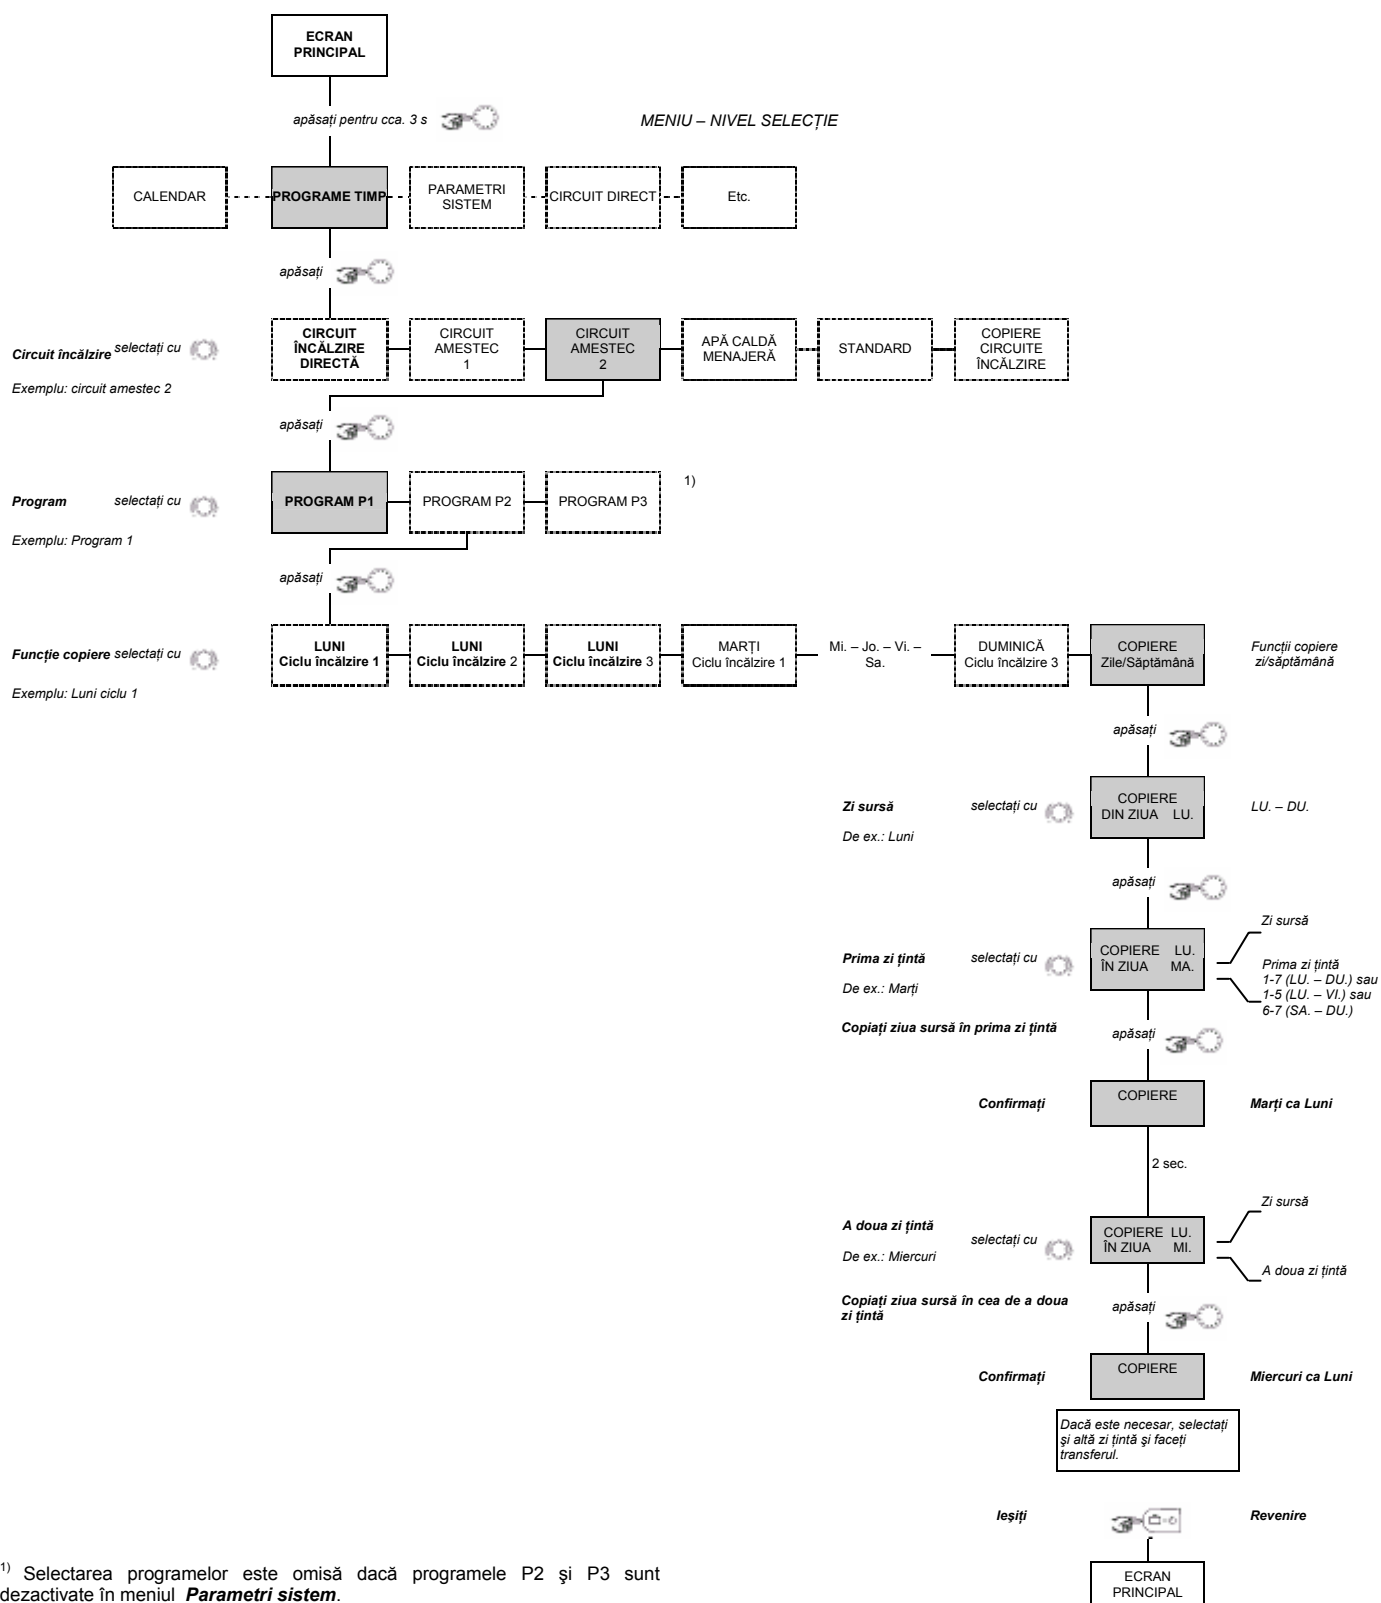 ECRAN
PRINCIPAL
apăsați pentru cca. 3 s
MENIU – NIVEL SELECȚIE
CALENDAR
PROGRAME TIMP
PARAMETRI
SISTEM
CIRCUIT DIRECT
Etc.
apăsați
Circuit încălzire selectați cu
Exemplu: circuit amestec 2
CIRCUIT
ÎNCĂLZIRE
DIRECTĂ
CIRCUIT
AMESTEC
1
CIRCUIT
AMESTEC
2
APĂ CALDĂ
MENAJERĂ
STANDARD
COPIERE
CIRCUITE
ÎNCĂLZIRE
apăsați
Program selectați cu
Exemplu: Program 1
PROGRAM P1
PROGRAM P2
PROGRAM P3
1)
apăsați
Funcție copiere selectați cu
Exemplu: Luni ciclu 1
LUNI
Ciclu încălzire 1
LUNI
Ciclu încălzire 2
LUNI
Ciclu încălzire 3
MARȚI
Ciclu încălzire 1
Mi. – Jo. – Vi. –
Sa.
DUMINICĂ
Ciclu încălzire 3
COPIERE
Zile/Săptămână
Funcții copiere
zi/săptămână
apăsați
Zi sursă selectați cu
De ex.: Luni
COPIERE
DIN ZIUA LU.
LU. – DU.
apăsați
Prima zi țintă selectați cu
De ex.: Marți
COPIERE LU.
ÎN ZIUA MA.
Zi sursă
Prima zi țintă
1-7 (LU. – DU.) sau
1-5 (LU. – VI.) sau
6-7 (SA. – DU.)
Copiați ziua sursă în prima zi țintă
apăsați
Confirmați
COPIERE
Marți ca Luni
2 sec.
A doua zi țintă
selectați cu
De ex.: Miercuri
COPIERE LU.
ÎN ZIUA MI.
Zi sursă
A doua zi țintă
Copiați ziua sursă în cea de a doua
zi țintă
apăsați
Confirmați
COPIERE
Miercuri ca Luni
Dacă este necesar, selectați
şi altă zi țintă şi faceți
transferul.
Ieşiți
Revenire
ECRAN
PRINCIPAL
1) Selectarea programelor este omisă dacă programele P2 şi P3 sunt
dezactivate în meniul Parametri sistem.